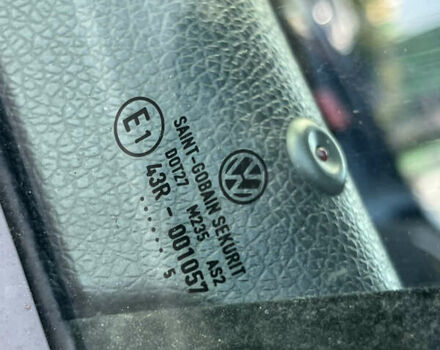 SAINT-GOBAIN SEKURIT
DOT27 M235 AS2
E1 43R - 001057
....... 5